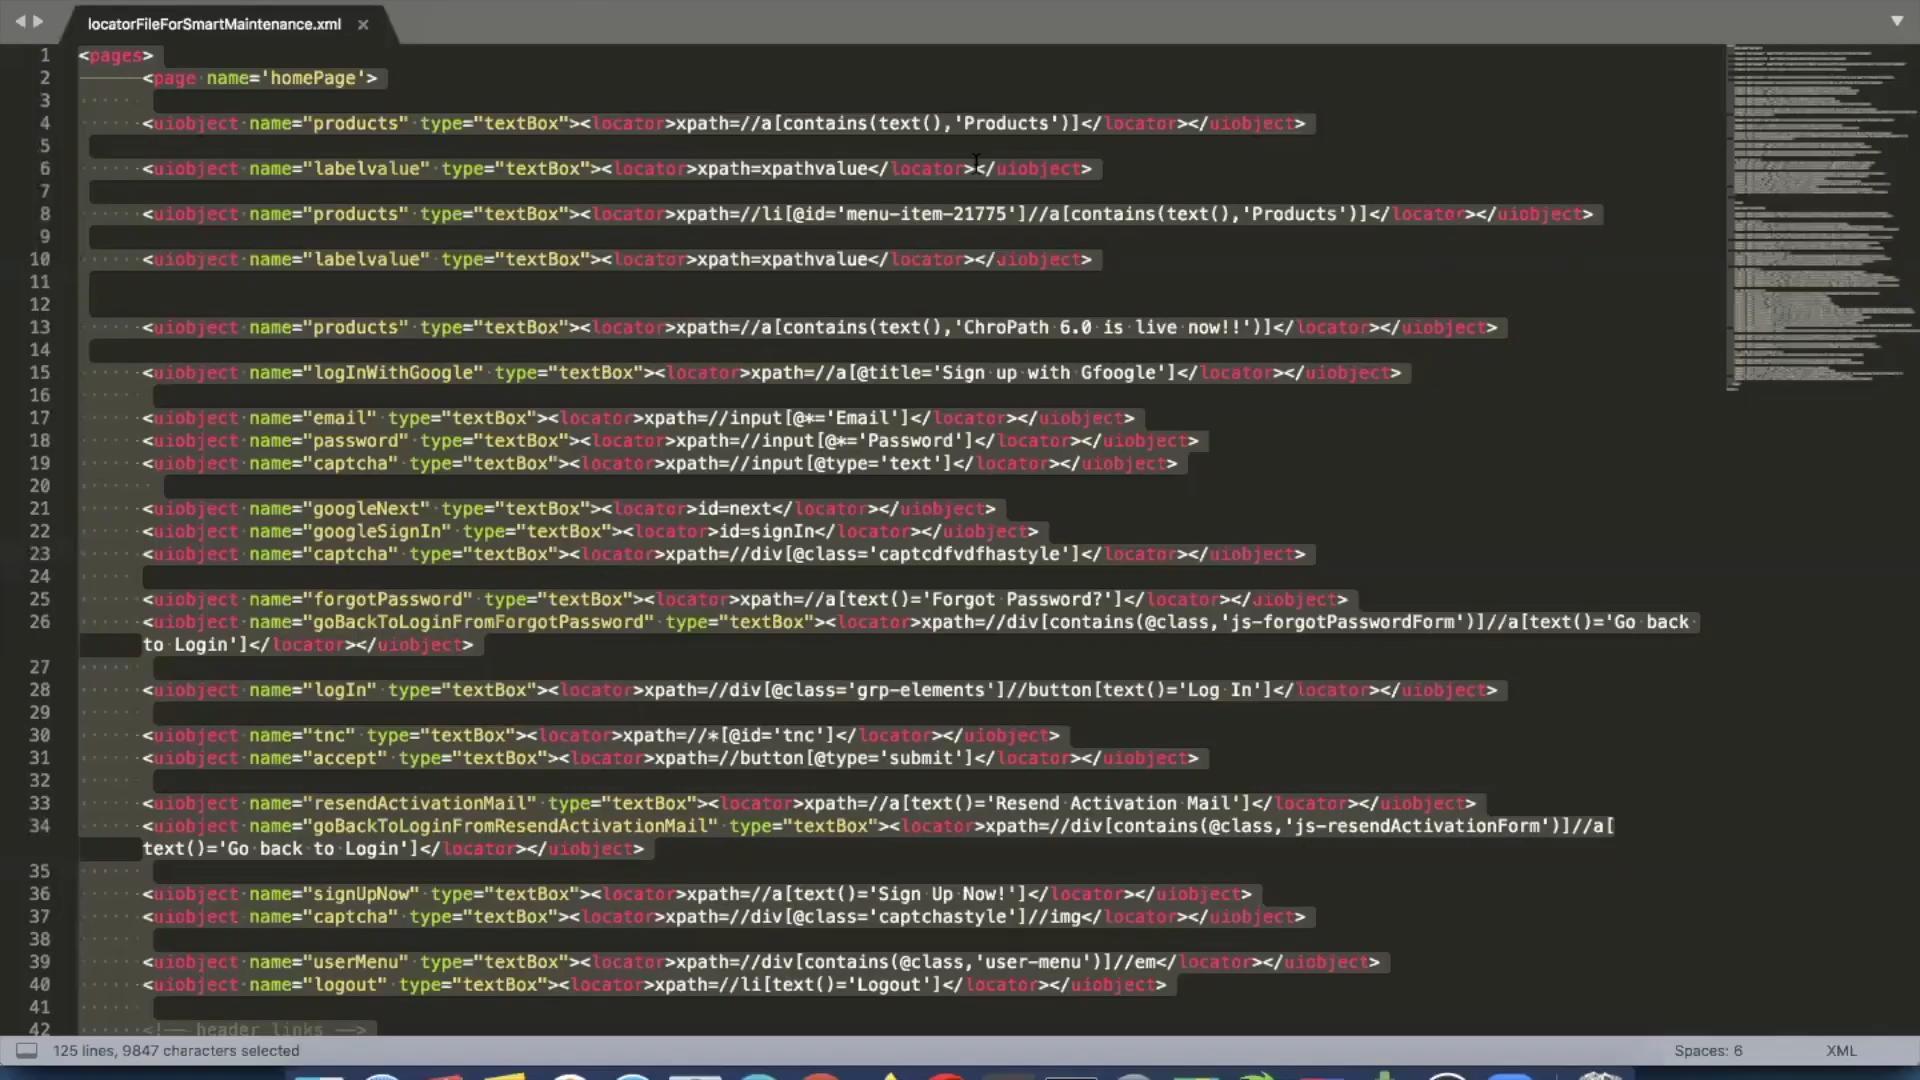 locatorFileForSmartMaintenance.xml ×
1 <pages>
2 <page name='homePage'>
3
4 <uiobject name="products" type="textBox"><locator>xpath=//a[contains(text(),'Products')]</locator></uiobject>
5
6 <uiobject name="labelvalue" type="textBox"><locator>xpath=xpathvalue</locator></uiobject>
7
8 <uiobject name="products" type="textBox"><locator>xpath=//li[@id='menu-item-21775']//a[contains(text(),'Products')]</locator></uiobject>
9
10 <uiobject name="labelvalue" type="textBox"><locator>xpath=xpathvalue</locator></uiobject>
11
12
13 <uiobject name="products" type="textBox"><locator>xpath=//a[contains(text(),'ChroPath 6.0 is live now!!')]</locator></uiobject>
14
15 <uiobject name="logInWithGoogle" type="textBox"><locator>xpath=//a[@title='Sign up with Gfoogle']</locator></uiobject>
16
17 <uiobject name="email" type="textBox"><locator>xpath=//input[@*='Email']</locator></uiobject>
18 <uiobject name="password" type="textBox"><locator>xpath=//input[@*='Password']</locator></uiobject>
19 <uiobject name="captcha" type="textBox"><locator>xpath=//input[@type='text']</locator></uiobject>
20
21 <uiobject name="googleNext" type="textBox"><locator>id=next</locator></uiobject>
22 <uiobject name="googleSignIn" type="textBox"><locator>id=signIn</locator></uiobject>
23 <uiobject name="captcha" type="textBox"><locator>xpath=//div[@class='captcdfvdfhastyle']</locator></uiobject>
24
25 <uiobject name="forgotPassword" type="textBox"><locator>xpath=//a[text()='Forgot Password?']</locator></uiobject>
26 <uiobject name="goBackToLoginFromForgotPassword" type="textBox"><locator>xpath=//div[contains(@class,'js-forgotPasswordForm')]//a[text()='Go back
to Login']</locator></uiobject>
27
28 <uiobject name="logIn" type="textBox"><locator>xpath=//div[@class='grp-elements']//button[text()='Log In']</locator></uiobject>
29
30 <uiobject name="tnc" type="textBox"><locator>xpath=//*[@id='tnc']</locator></uiobject>
31 <uiobject name="accept" type="textBox"><locator>xpath=//button[@type='submit']</locator></uiobject>
32
33 <uiobject name="resendActivationMail" type="textBox"><locator>xpath=//a[text()='Resend Activation Mail']</locator></uiobject>
34 <uiobject name="goBackToLoginFromResendActivationMail" type="textBox"><locator>xpath=//div[contains(@class,'js-resendActivationForm')]//a[
text()='Go back to Login']</locator></uiobject>
35
36 <uiobject name="signUpNow" type="textBox"><locator>xpath=//a[text()='Sign Up Now!']</locator></uiobject>
37 <uiobject name="captcha" type="textBox"><locator>xpath=//div[@class='captchastyle']//img</locator></uiobject>
38
39 <uiobject name="userMenu" type="textBox"><locator>xpath=//div[contains(@class,'user-menu')]//em</locator></uiobject>
40 <uiobject name="logout" type="textBox"><locator>xpath=//li[text()='Logout']</locator></uiobject>
41
42 <!-- header links -->
125 lines, 9847 characters selected
Spaces: 6
XML